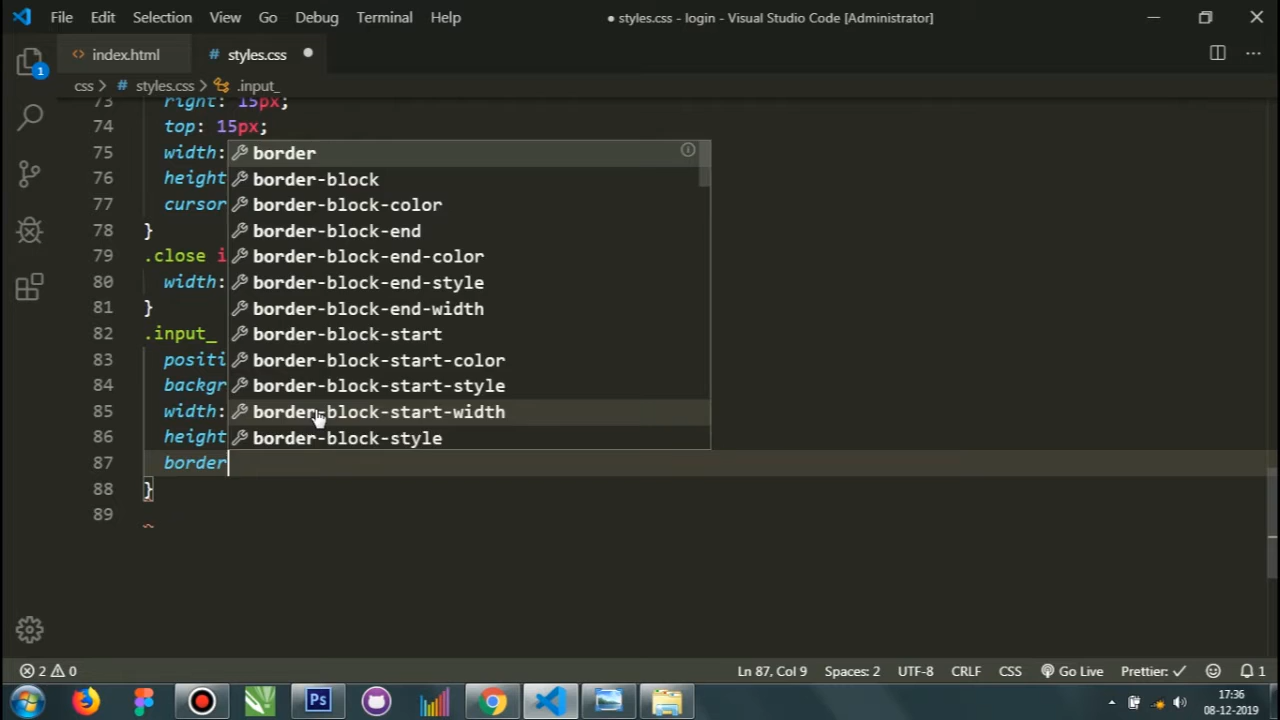 File Edit Selection View Go Debug Terminal Help ● styles.css - login - Visual Studio Code [Administrator]
<> index.html # styles.css ●
1
css > # styles.css > .input_
73 right: 15px;
74 top: 15px;
75 width:
76 height
77 cursor
78 }
79 .close i
80 width:
81 }
82 .input_
83 positi
84 backgr
85 width:
86 height
87 border
88 }
89
border
border-block
border-block-color
border-block-end
border-block-end-color
border-block-end-style
border-block-end-width
border-block-start
border-block-start-color
border-block-start-style
border-block-start-width
border-block-style
2 0 Ln 87, Col 9 Spaces: 2 UTF-8 CRLF CSS Go Live Prettier: ✓ 1
Ps
17:36
08-12-2019